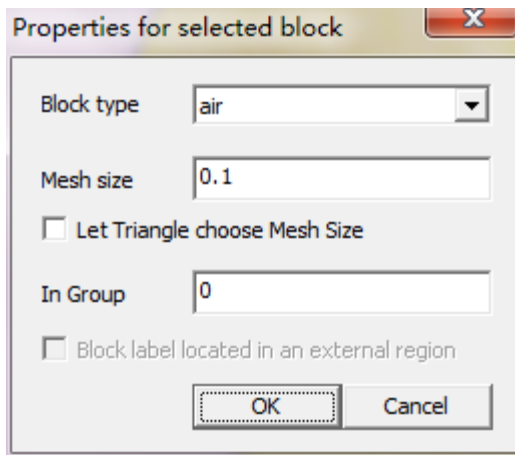 Properties for selected block
Block type air
Mesh size 0.1
Let Triangle choose Mesh Size
In Group 0
Block label located in an external region
OK Cancel